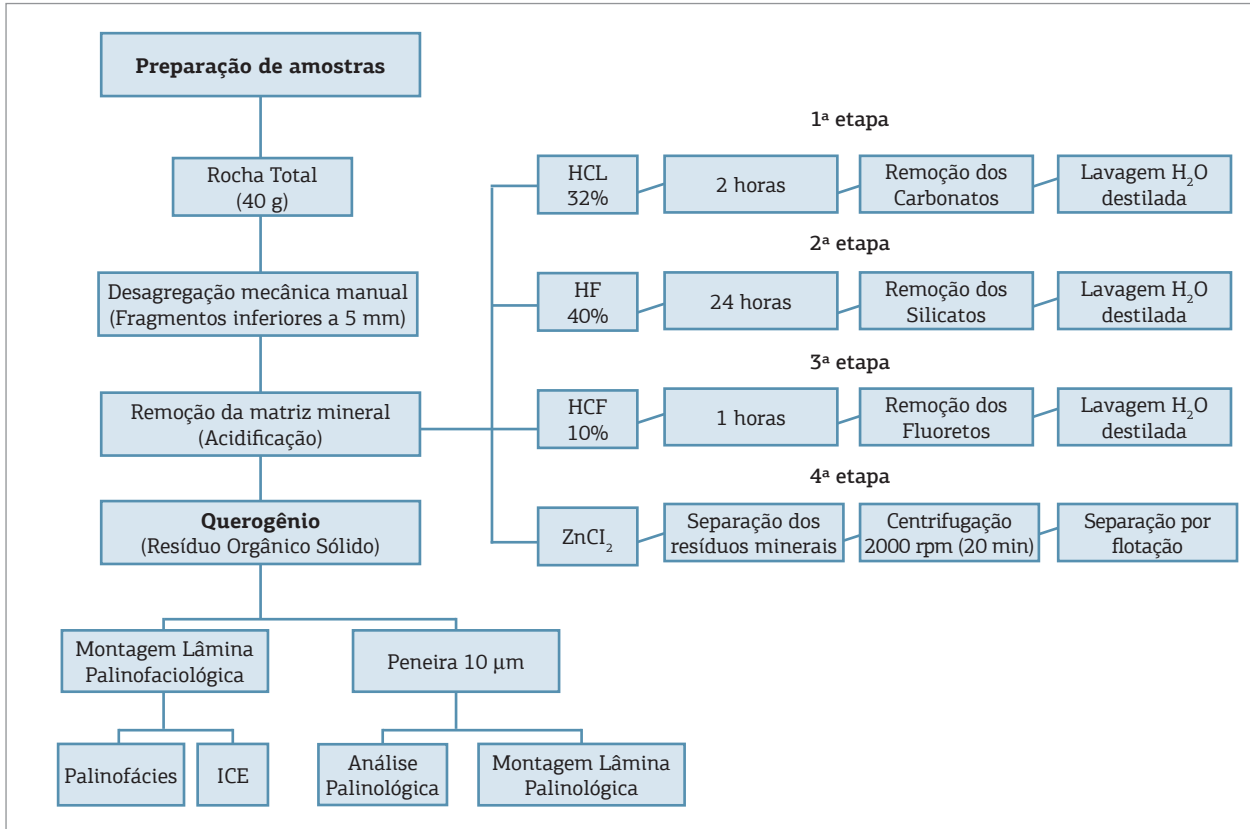 Preparação de amostras
Rocha Total
(40 g)
Desagregação mecânica manual
(Fragmentos inferiores a 5 mm)
Remoção da matriz mineral
(Acidificação)
Querogênio
(Resíduo Orgânico Sólido)
Montagem Lâmina
Palinofaciológica
Peneira 10 μm
Palinofácies
ICE
Análise
Palinológica
Montagem Lâmina
Palinológica
1ª etapa
HCL
32%
2 horas
Remoção dos
Carbonatos
Lavagem H₂O
destilada
2ª etapa
HF
40%
24 horas
Remoção dos
Silicatos
Lavagem H₂O
destilada
3ª etapa
HCF
10%
1 horas
Remoção dos
Fluoretos
Lavagem H₂O
destilada
4ª etapa
ZnCI₂
Separação dos
resíduos minerais
Centrifugação
2000 rpm (20 min)
Separação por
flotação